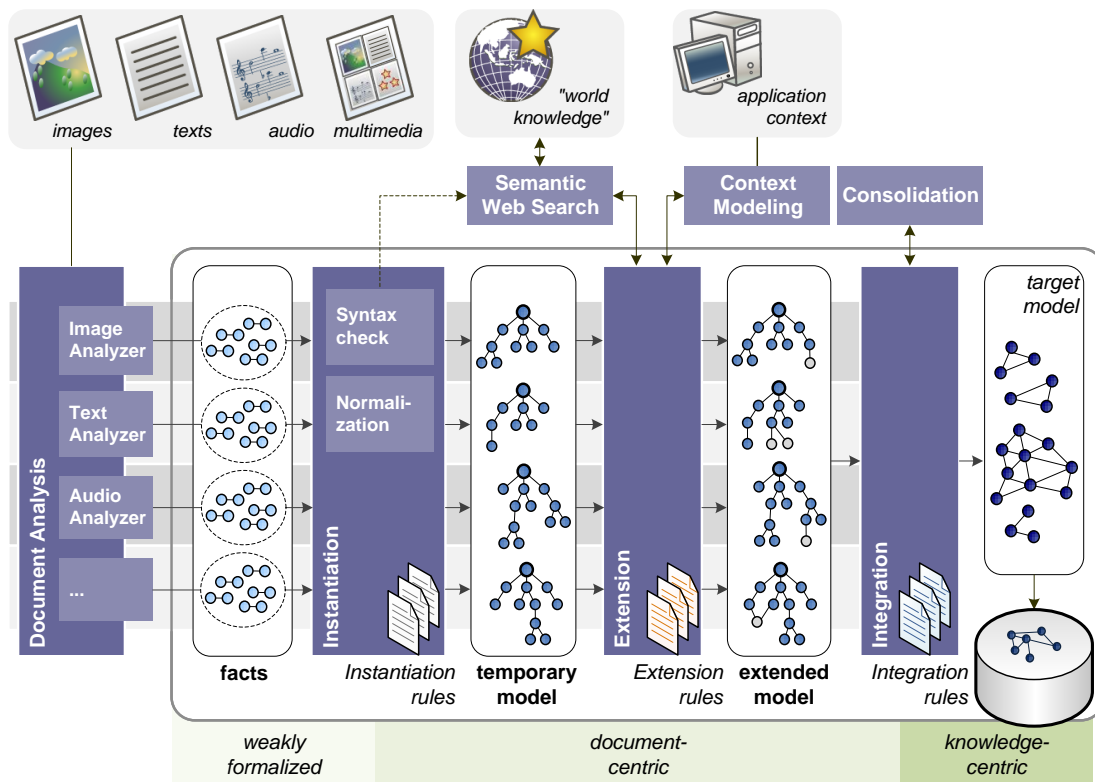 images
texts
audio
multimedia
"world
knowledge"
application
context
Semantic
Web Search
Context
Modeling
Consolidation
Document Analysis
Image
Analyzer
Text
Analyzer
Audio
Analyzer
...
facts
Instantiation
Syntax
check
Normali-
zation
Instantiation
rules
temporary
model
Extension
Extension
rules
extended
model
Integration
Integration
rules
target
model
weakly
formalized
document-
centric
knowledge-
centric